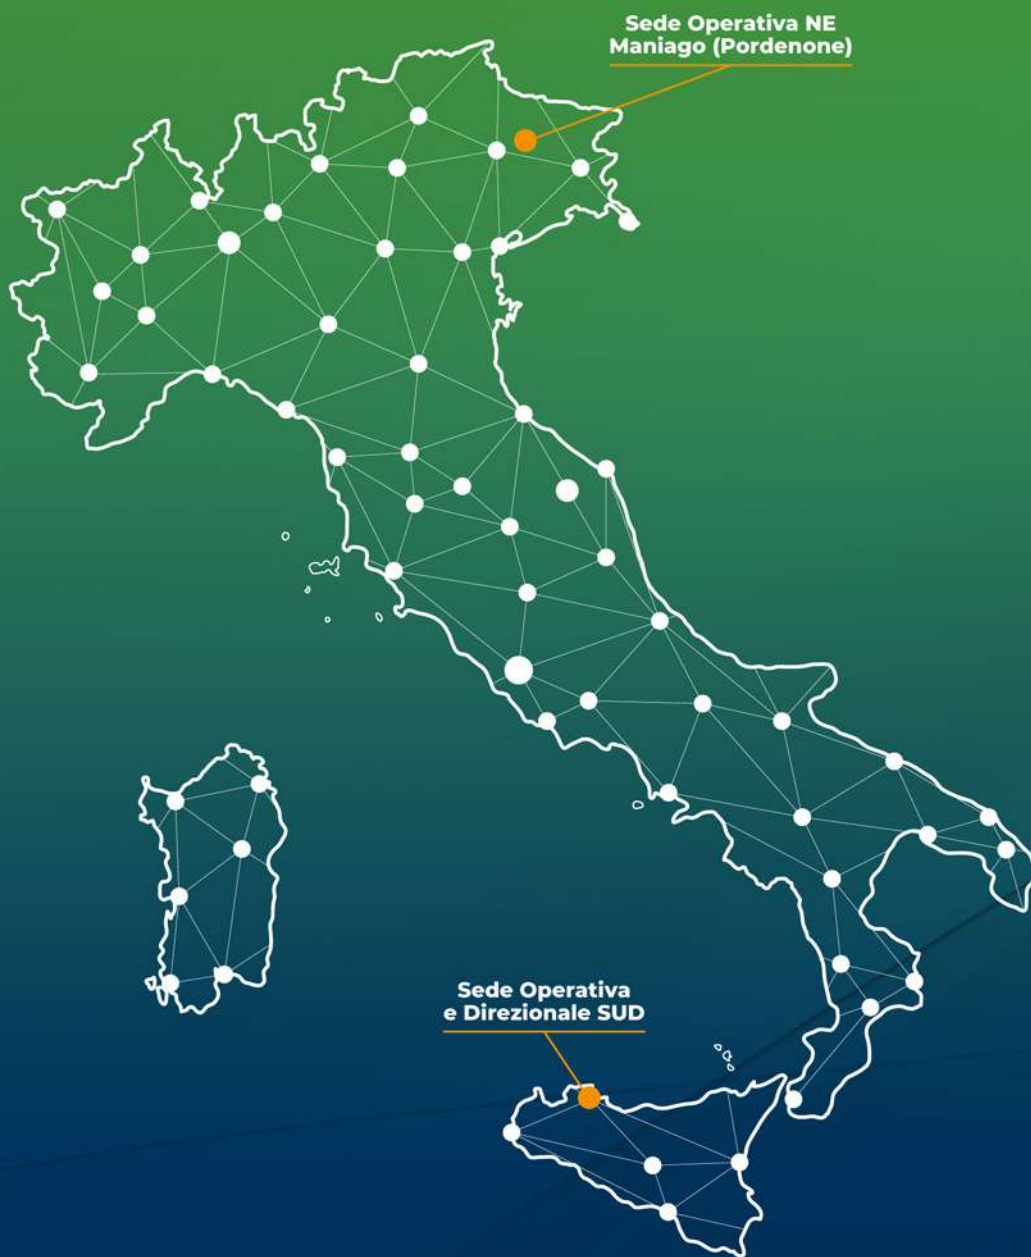 Sede Operativa NE
Maniago (Pordenone)
Sede Operativa
e Direzionale SUD